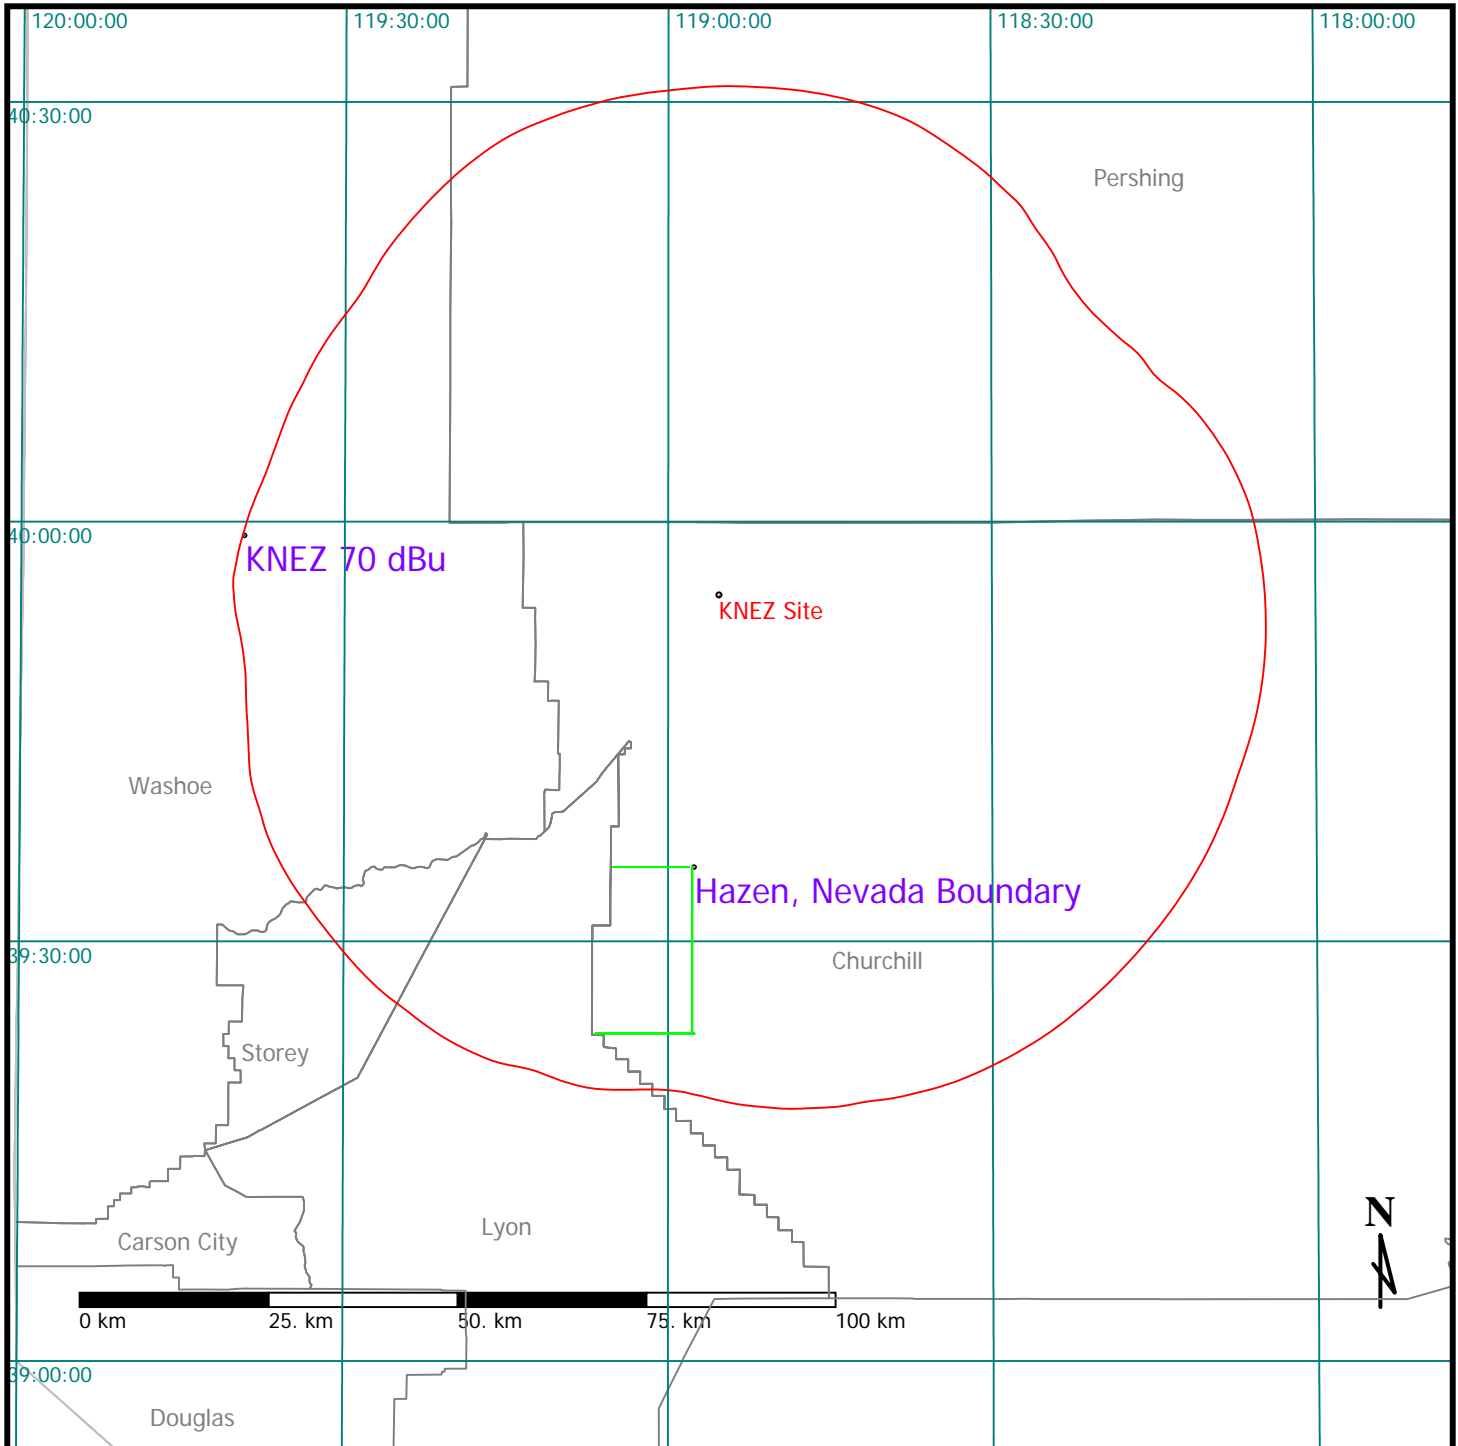 120:00:00
119:30:00
119:00:00
118:30:00
118:00:00
40:30:00
Pershing
40:00:00
KNEZ 70 dBu
KNEZ Site
Washoe
Hazen, Nevada Boundary
39:30:00
Churchill
Storey
N
Lyon
Carson City
0 km
25. km
50. km
75. km
100 km
39:00:00
Douglas